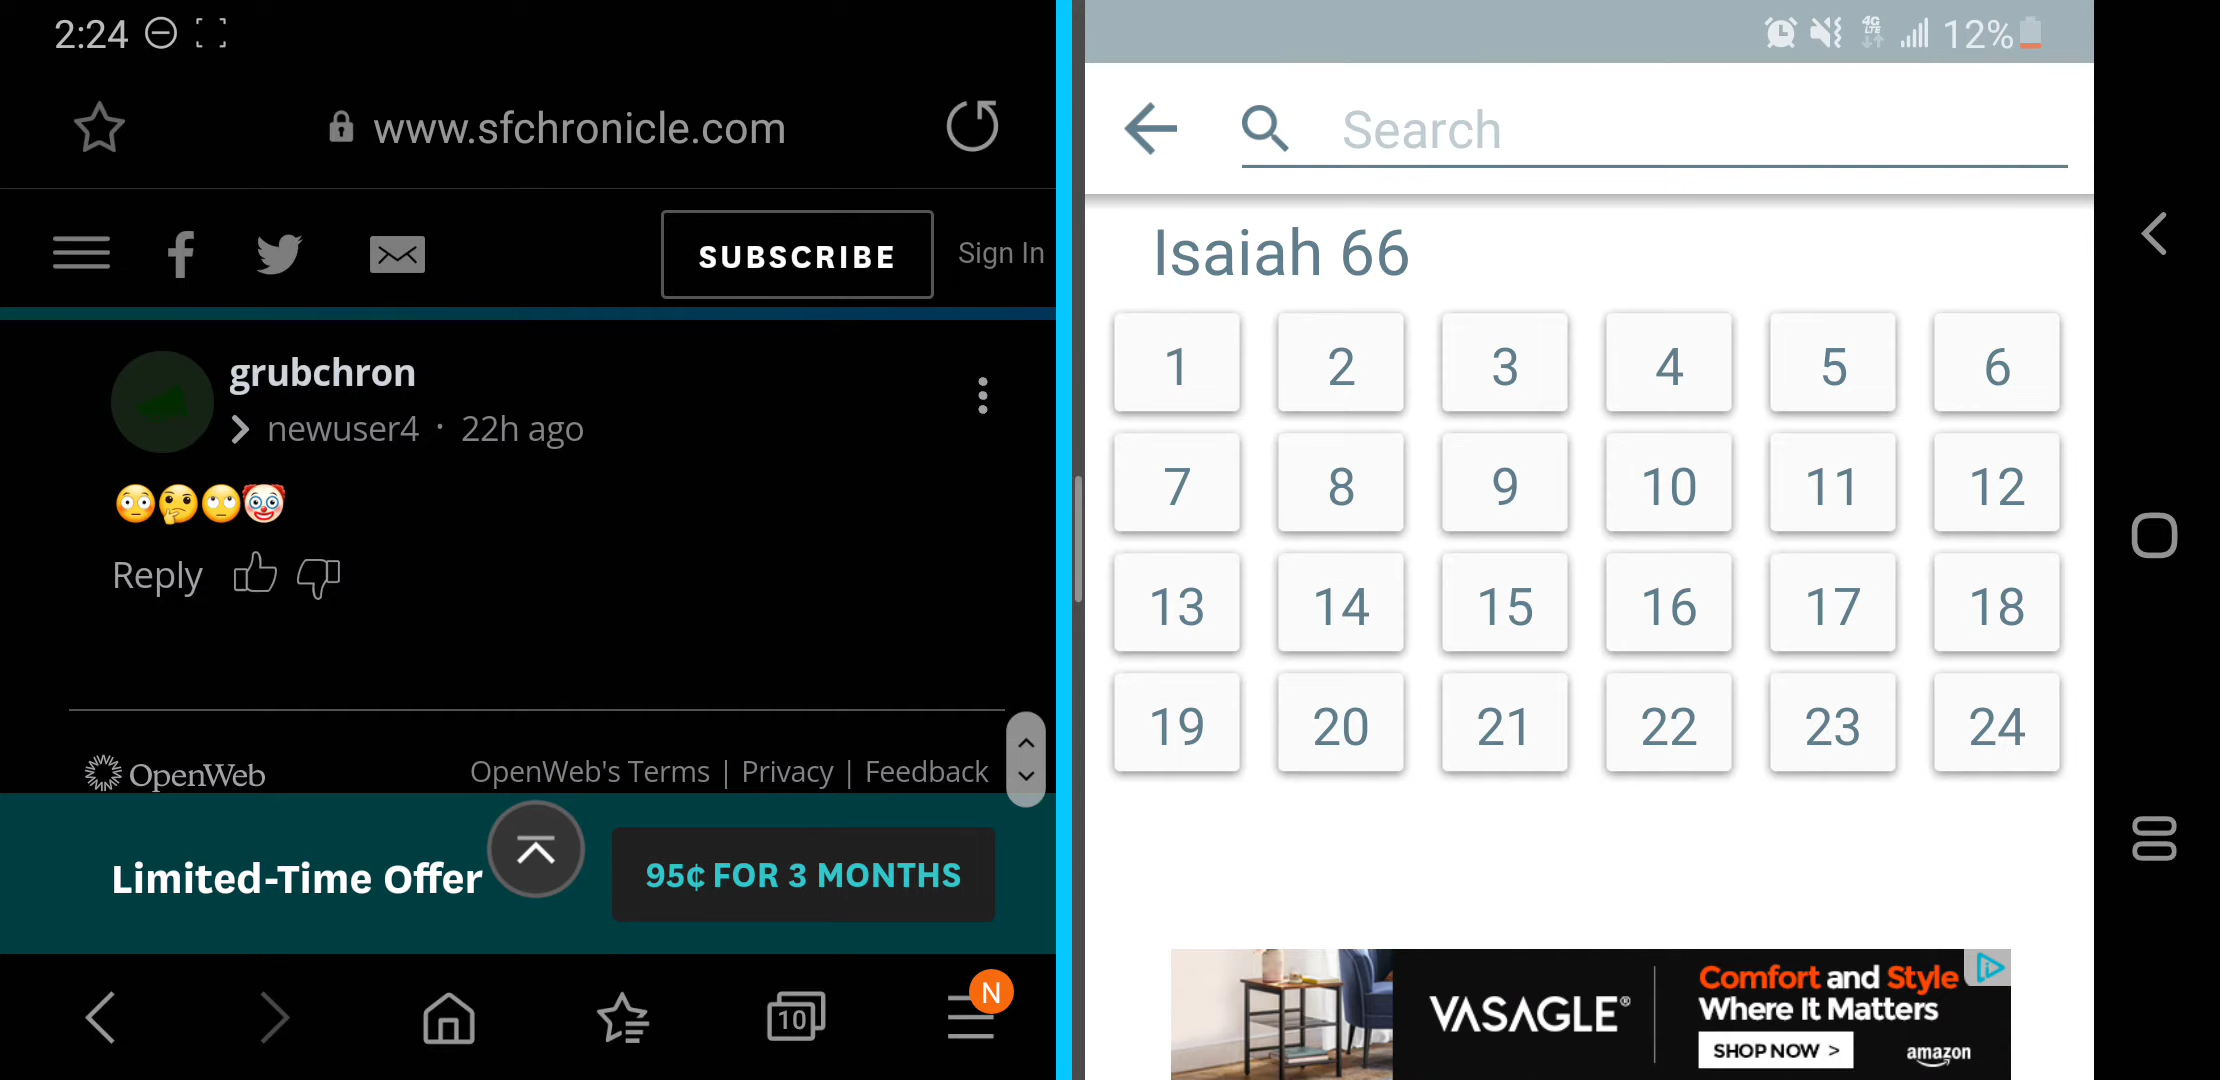 2:24
www.sfchronicle.com
SUBSCRIBE
Sign In
grubchron
newuser4 · 22h ago
Reply
OpenWeb
OpenWeb's Terms | Privacy | Feedback
Limited-Time Offer
95¢ FOR 3 MONTHS
10
N
4G
LTE
12%
Search
Isaiah 66
1 2 3 4 5 6
7 8 9 10 11 12
13 14 15 16 17 18
19 20 21 22 23 24
VASAGLE®
Comfort and Style
Where It Matters
SHOP NOW >
amazon